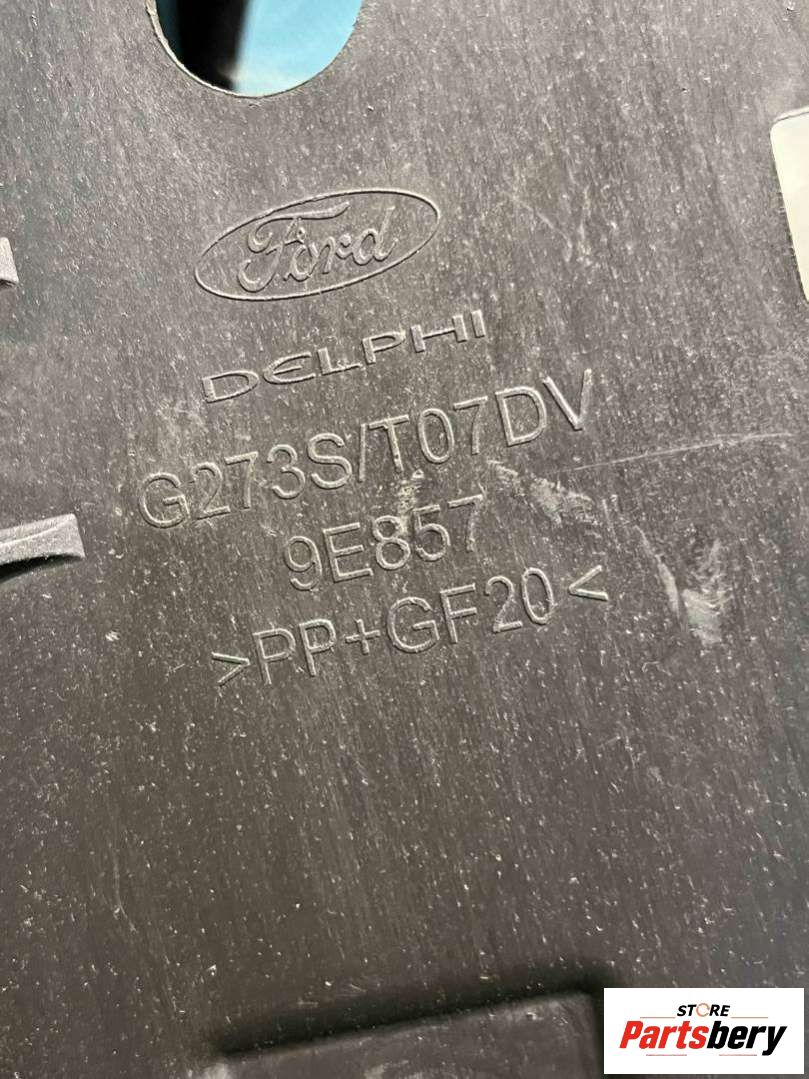 Ford
DELPHI
G273S/T07DV
9E857
>PP+GF20<
STORE
Partsbery